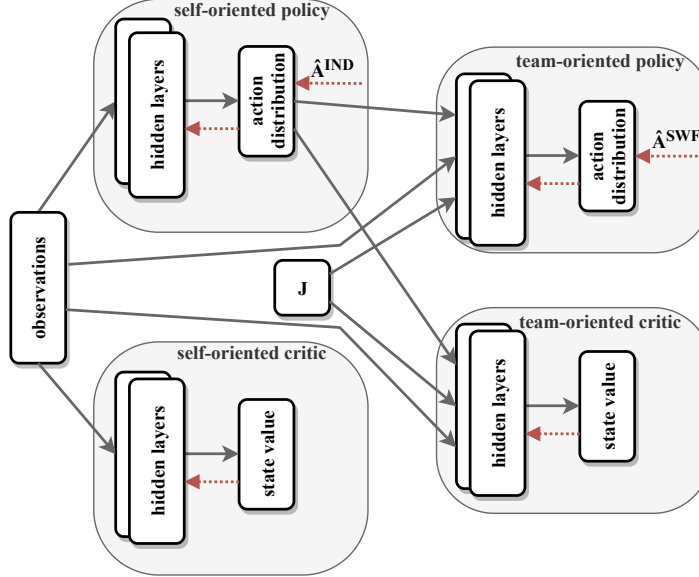 self-oriented policy
hidden layers
action
distribution
Â^IND
team-oriented policy
hidden layers
action
distribution
Â^SWF
observations
J
self-oriented critic
hidden layers
state value
team-oriented critic
hidden layers
state value